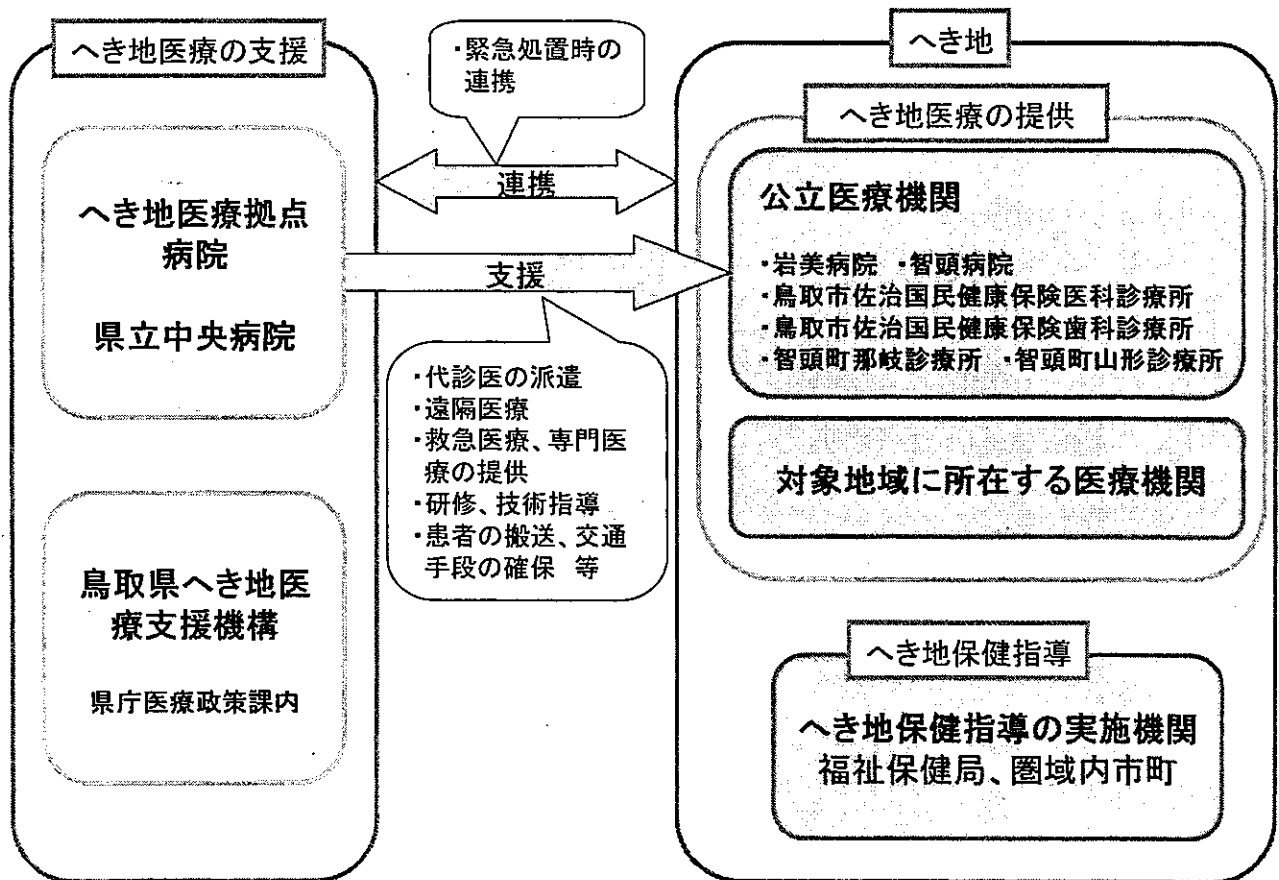 へき地医療の支援
へき地医療拠点
病院
県立中央病院
鳥取県へき地医
療支援機構
県庁医療政策課内
・緊急処置時の
連携
連携
支援
・代診医の派遣
・遠隔医療
・救急医療、専門医
療の提供
・研修、技術指導
・患者の搬送、交通
手段の確保 等
へき地
へき地医療の提供
公立医療機関
・岩美病院 ・智頭病院
・鳥取市佐治国民健康保険医科診療所
・鳥取市佐治国民健康保険歯科診療所
・智頭町那岐診療所 ・智頭町山形診療所
対象地域に所在する医療機関
へき地保健指導
へき地保健指導の実施機関
福祉保健局、圏域内市町